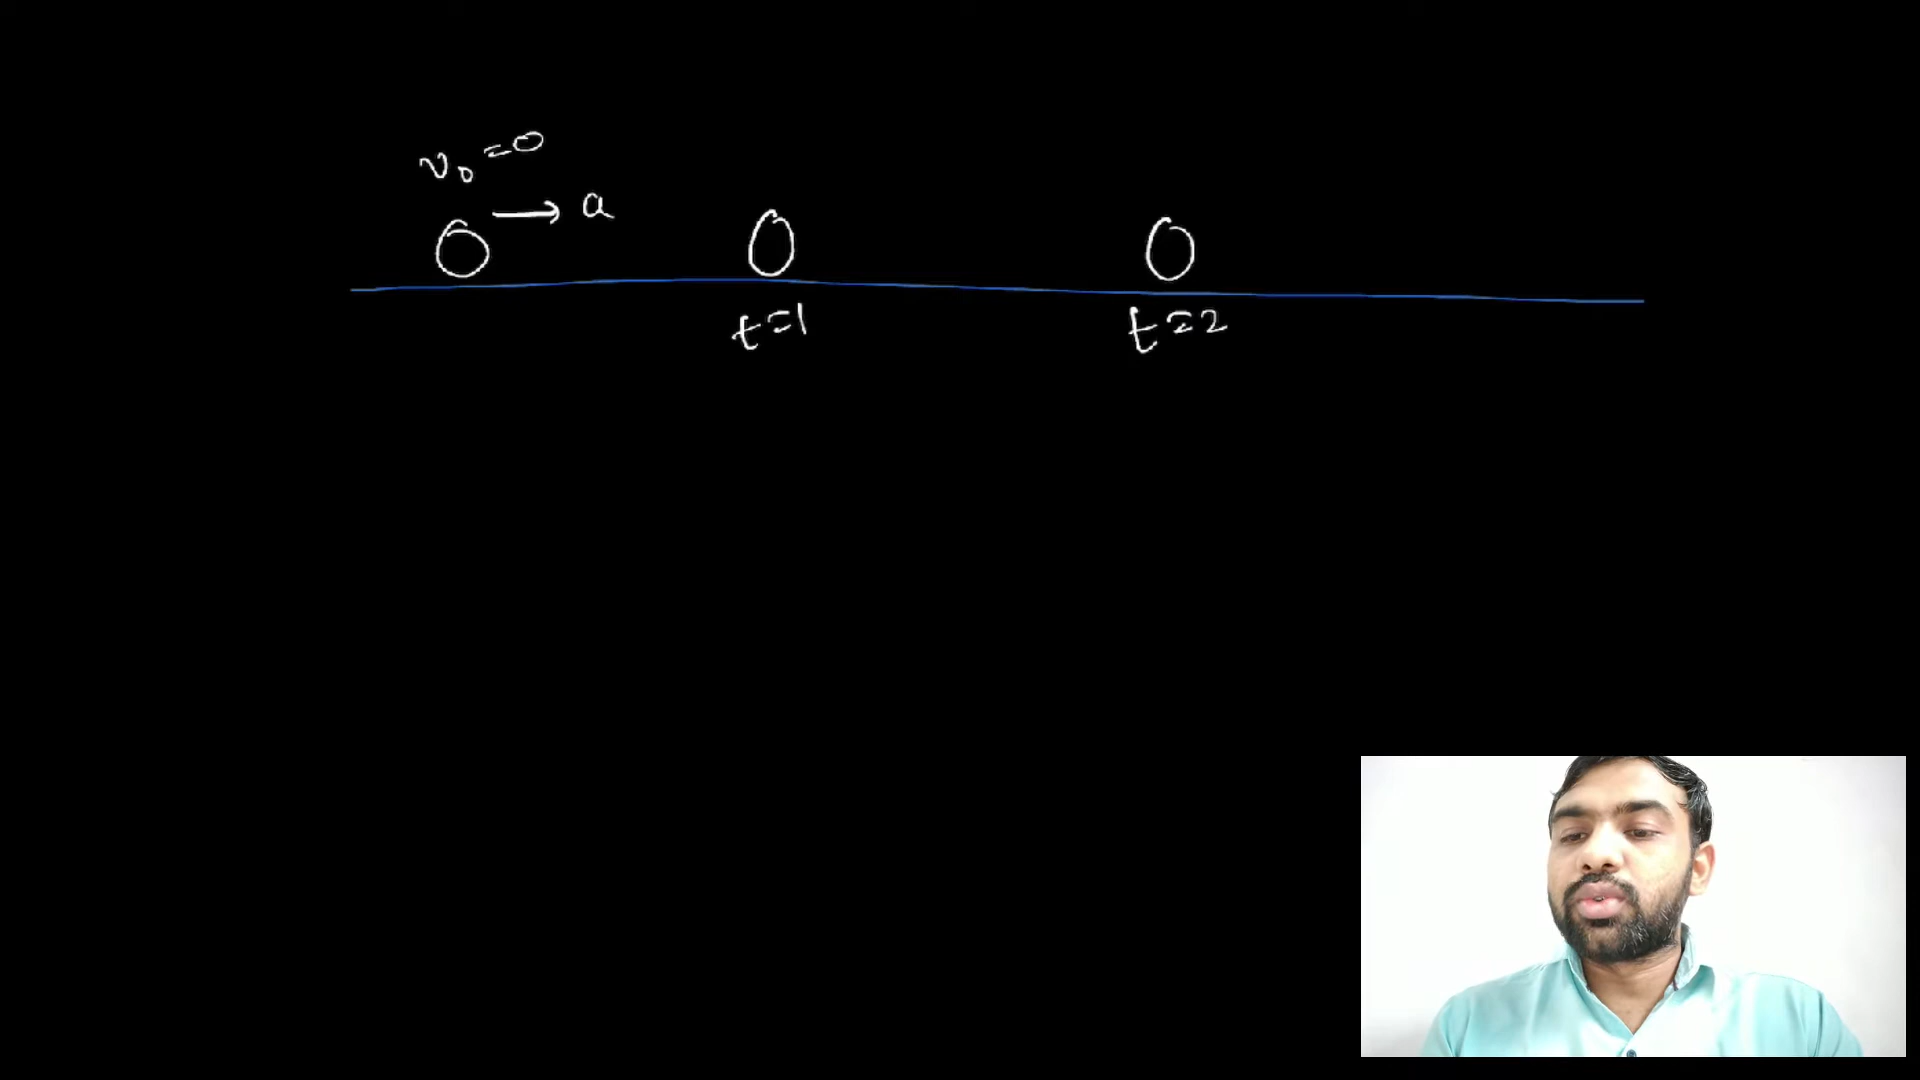 v₀ = 0
a
t=1
t=2